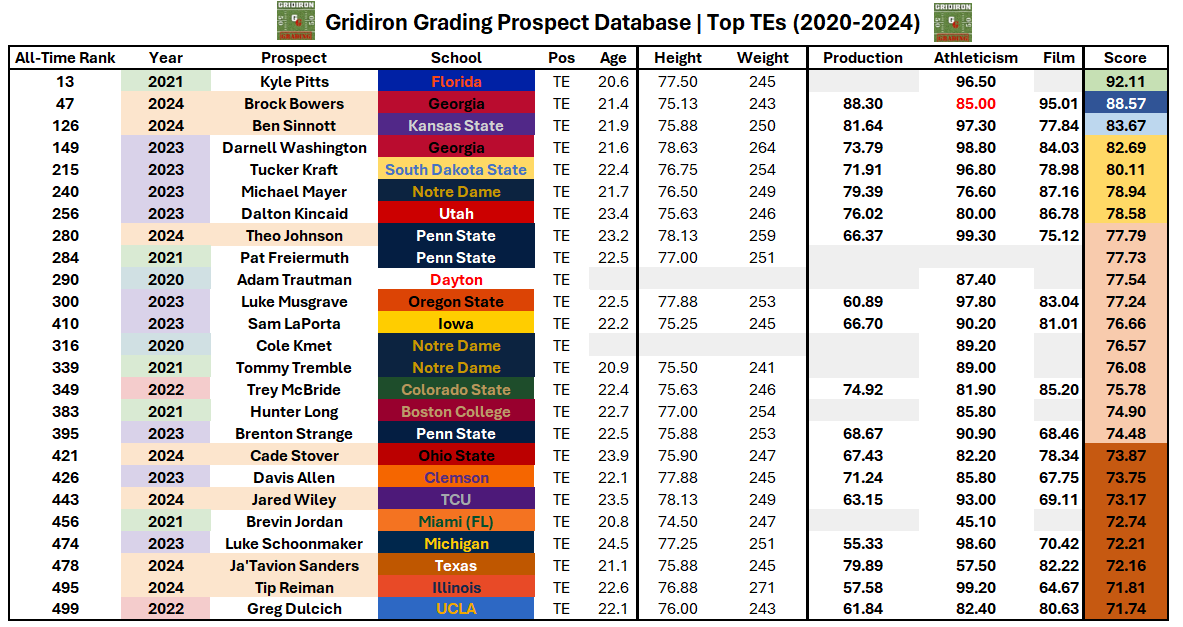 GRIDIRON
GRADING
Gridiron Grading Prospect Database | Top TEs (2020-2024)
GRIDIRON
GRADING
All-Time Rank Year Prospect School Pos Age Height Weight Production Athleticism Film Score
13 2021 Kyle Pitts Florida TE 20.6 77.50 245 96.50 92.11
47 2024 Brock Bowers Georgia TE 21.4 75.13 243 88.30 85.00 95.01 88.57
126 2024 Ben Sinnott Kansas State TE 21.9 75.88 250 81.64 97.30 77.84 83.67
149 2023 Darnell Washington Georgia TE 21.6 78.63 264 73.79 98.80 84.03 82.69
215 2023 Tucker Kraft South Dakota State TE 22.4 76.75 254 71.91 96.80 78.98 80.11
240 2023 Michael Mayer Notre Dame TE 21.7 76.50 249 79.39 76.60 87.16 78.94
256 2023 Dalton Kincaid Utah TE 23.4 75.63 246 76.02 80.00 86.78 78.58
280 2024 Theo Johnson Penn State TE 23.2 78.13 259 66.37 99.30 75.12 77.79
284 2021 Pat Freiermuth Penn State TE 22.5 77.00 251 77.73
290 2020 Adam Trautman Dayton TE 87.40 77.54
300 2023 Luke Musgrave Oregon State TE 22.5 77.88 253 60.89 97.80 83.04 77.24
410 2023 Sam LaPorta Iowa TE 22.2 75.25 245 66.70 90.20 81.01 76.66
316 2020 Cole Kmet Notre Dame TE 89.20 76.57
339 2021 Tommy Tremble Notre Dame TE 20.9 75.50 241 89.00 76.08
349 2022 Trey McBride Colorado State TE 22.4 75.63 246 74.92 81.90 85.20 75.78
383 2021 Hunter Long Boston College TE 22.7 77.00 254 85.80 74.90
395 2023 Brenton Strange Penn State TE 22.5 75.88 253 68.67 90.90 68.46 74.48
421 2024 Cade Stover Ohio State TE 23.9 75.90 247 67.43 82.20 78.34 73.87
426 2023 Davis Allen Clemson TE 22.1 77.88 245 71.24 85.80 67.75 73.75
443 2024 Jared Wiley TCU TE 23.5 78.13 249 63.15 93.00 69.11 73.17
456 2021 Brevin Jordan Miami (FL) TE 20.8 74.50 247 45.10 72.74
474 2023 Luke Schoonmaker Michigan TE 24.5 77.25 251 55.33 98.60 70.42 72.21
478 2024 Ja'Tavion Sanders Texas TE 21.1 75.88 245 79.89 57.50 82.22 72.16
495 2024 Tip Reiman Illinois TE 22.6 76.88 271 57.58 99.20 64.67 71.81
499 2022 Greg Dulcich UCLA TE 22.1 76.00 243 61.84 82.40 80.63 71.74